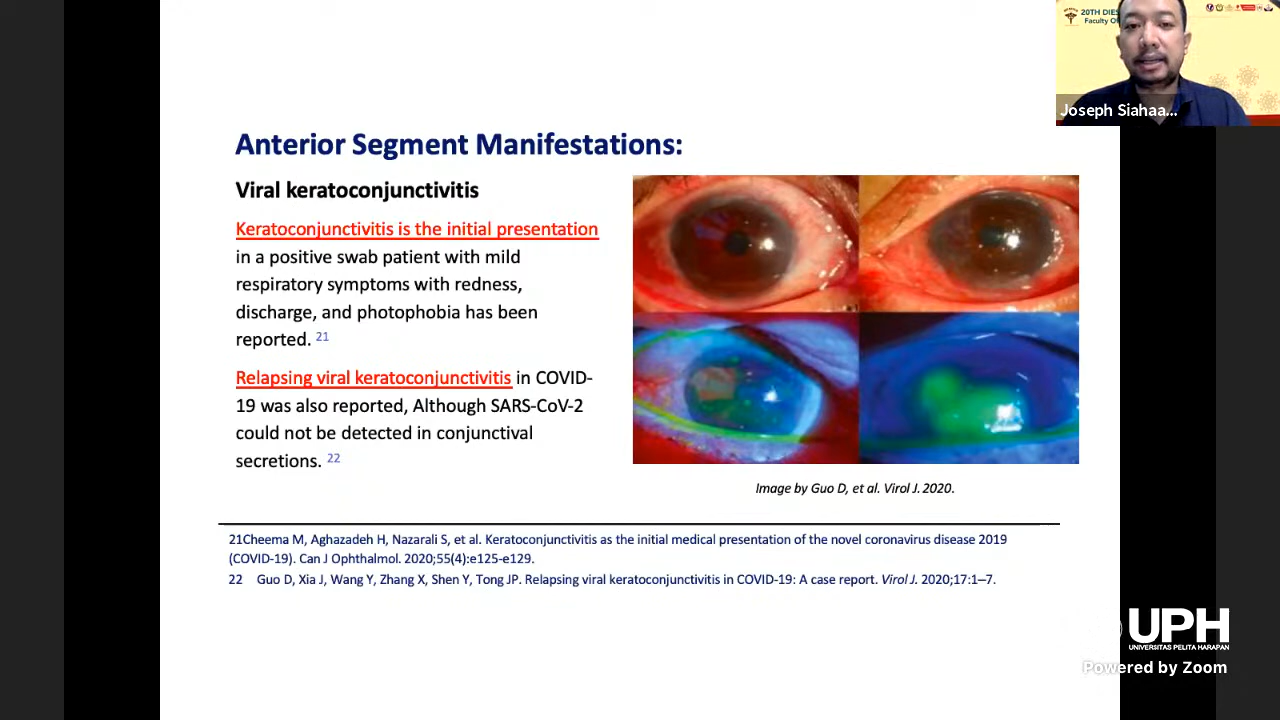 20TH DIES
Faculty Of
Joseph Siahaa...
Anterior Segment Manifestations:
Viral keratoconjunctivitis
Keratoconjunctivitis is the initial presentation
in a positive swab patient with mild
respiratory symptoms with redness,
discharge, and photophobia has been
reported. 21
Relapsing viral keratoconjunctivitis in COVID-
19 was also reported, Although SARS-CoV-2
could not be detected in conjunctival
secretions. 22
Image by Guo D, et al. Virol J. 2020.
21Cheema M, Aghazadeh H, Nazarali S, et al. Keratoconjunctivitis as the initial medical presentation of the novel coronavirus disease 2019
(COVID-19). Can J Ophthalmol. 2020;55(4):e125-e129.
22 Guo D, Xia J, Wang Y, Zhang X, Shen Y, Tong JP. Relapsing viral keratoconjunctivitis in COVID-19: A case report. Virol J. 2020;17:1–7.
UPH
UNIVERSITAS PELITA HARAPAN
Powered by Zoom